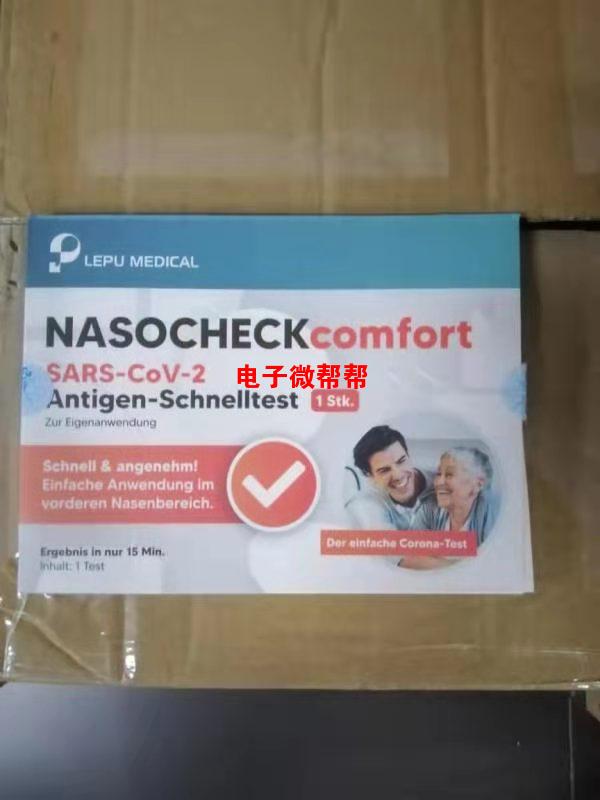 LEPU MEDICAL
NASOCHECKcomfort
SARS-CoV-2
电子微帮帮
Antigen-Schnelltest 1 Stk.
Zur Eigenanwendung
Schnell & angenehm!
Einfache Anwendung im
vorderen Nasenbereich.
Der einfache Corona-Test
Ergebnis in nur 15 Min.
Inhalt: 1 Test